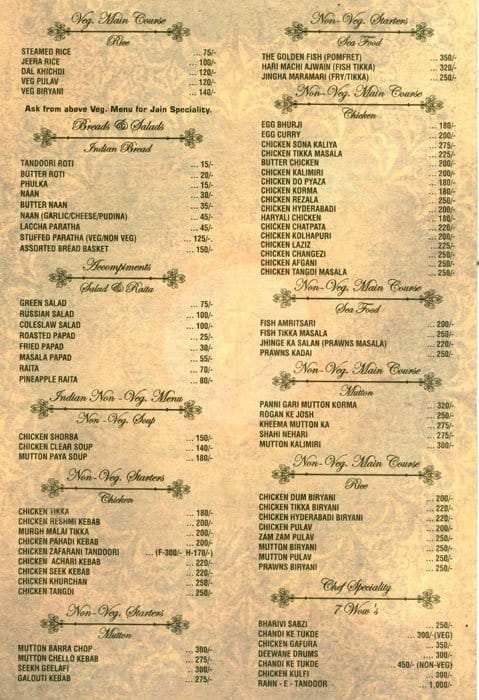 Veg. Main Course
Rice
STEAMED RICE ... 75/-
JEERA RICE ... 100/-
DAL KHICHDI ... 120/-
VEG PULAV ... 120/-
VEG BIRYANI ... 140/-
Ask from above Veg. Menu for Jain Speciality.
Breads & Salads
Indian Bread
TANDOORI ROTI ... 15/-
BUTTER ROTI ... 20/-
PHULKA ... 15/-
NAAN ... 30/-
BUTTER NAAN ... 35/-
NAAN (GARLIC/CHEESE/PUDINA) ... 45/-
LACCHA PARATHA ... 45/-
STUFFED PARATHA (VEG/NON VEG) ... 125/-
ASSORTED BREAD BASKET ... 150/-
Accompiments
Salad & Raita
GREEN SALAD ... 75/-
RUSSIAN SALAD ... 100/-
COLESLAW SALAD ... 100/-
ROASTED PAPAD ... 25/-
FRIED PAPAD ... 30/-
MASALA PAPAD ... 55/-
RAITA ... 70/-
PINEAPPLE RAITA ... 80/-
Indian Non-Veg. Menu
Non-Veg. Soup
CHICKEN SHORBA ... 150/-
CHICKEN CLEAR SOUP ... 140/-
MUTTON PAYA SOUP ... 180/-
Non-Veg. Starters
Chicken
CHICKEN TIKKA ... 180/-
CHICKEN RESHMI KEBAB ... 200/-
MURGH MALAI TIKKA ... 200/-
CHICKEN PAHADI KEBAB ... 200/-
CHICKEN ZAFARANI TANDOORI ... (F-300/- H-170/-)
CHICKEN ACHARI KEBAB ... 220/-
CHICKEN SEEK KEBAB ... 220/-
CHICKEN KHURCHAN ... 250/-
CHICKEN TANGDI ... 250/-
Non-Veg. Starters
Mutton
MUTTON BARRA CHOP ... 300/-
MUTTON CHELLO KEBAB ... 275/-
SEEKH GEELAFI ... 300/-
GALOUTI KEBAB ... 275/-
Non-Veg. Starters
Sea Food
THE GOLDEN FISH (POMFRET) ... 350/-
HARI MACHI AJWAIN (FISH TIKKA) ... 320/-
JINGHA MARAMARI (FRY/TIKKA) ... 250/-
Non-Veg. Main Course
Chicken
EGG BHURJI ... 180/-
EGG CURRY ... 200/-
CHICKEN SONA KALIYA ... 275/-
CHICKEN TIKKA MASALA ... 225/-
BUTTER CHICKEN ... 200/-
CHICKEN KALIMIRI ... 200/-
CHICKEN DO PYAZA ... 180/-
CHICKEN KORMA ... 180/-
CHICKEN REZALA ... 250/-
CHICKEN HYDERABADI ... 200/-
HARYALI CHICKEN ... 180/-
CHICKEN CHATPATA ... 220/-
CHICKEN KOLHAPURI ... 200/-
CHICKEN LAZIZ ... 225/-
CHICKEN CHANGEZI ... 250/-
CHICKEN AFGANI ... 250/-
CHICKEN TANGDI MASALA ... 250/-
Non-Veg. Main Course
Sea Food
FISH AMRITSARI ... 200/-
FISH TIKKA MASALA ... 250/-
JHINGE KA SALAN (PRAWNS MASALA) ... 220/-
PRAWNS KADAI ... 250/-
Non-Veg. Main Course
Mutton
PANNI GARI MUTTON KORMA ... 320/-
ROGAN KE JOSH ... 250/-
KHEEMA MUTTON KA ... 275/-
SHAHI NEHARI ... 275/-
MUTTON KALIMIRI ... 300/-
Non-Veg. Main Course
Rice
CHICKEN DUM BIRYANI ... 200/-
CHICKEN TIKKA BIRYANI ... 220/-
CHICKEN HYDERABADI BIRYANI ... 200/-
CHICKEN PULAV ... 200/-
ZAM ZAM PULAV ... 250/-
MUTTON BIRYANI ... 250/-
MUTTON PULAV ... 250/-
PRAWNS BIRYANI ... 250/-
Chef Speciality
7 Wow's
BHARIVI SABZI ... 250/-
CHANDI KE TUKDE ... 300/-(VEG)
CHICKEN GAFURA ... 350/-
DEEWANE DRUMS ... 300/-
CHANDI KE TUKDE ... 450/- (NON-VEG)
CHICKEN KULFI ... 300/-
RANN - E - TANDOOR ... 1,000/-